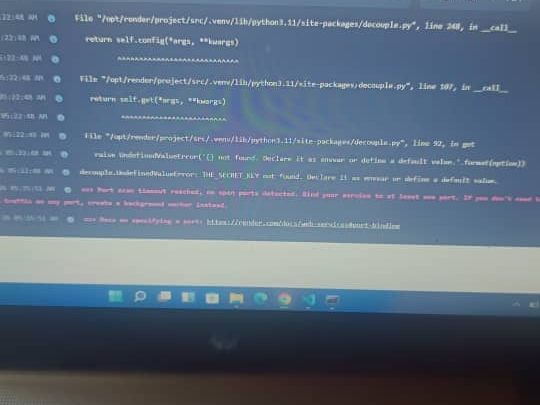 :22:48 AM File "/opt/render/project/src/.venv/lib/python3.11/site-packages/decouple.py", line 248, in __call__
:22:48 AM return self.config(*args, **kwargs)
5:22:48 AM ^^^^^^^^^^^^^^^^^^^^^^^^^^^^
05:22:48 AM File "/opt/render/project/src/.venv/lib/python3.11/site-packages/decouple.py", line 107, in __call__
05:22:48 AM return self.get(*args, **kwargs)
05:22:48 AM ^^^^^^^^^^^^^^^^^^^^^^^^^
05:22:48 AM File "/opt/render/project/src/.venv/lib/python3.11/site-packages/decouple.py", line 92, in get
05:22:48 AM raise UndefinedValueError('{} not found. Declare it as envvar or define a default value.'.format(option))
05:22:48 AM decouple.UndefinedValueError: THE_SECRET_KEY not found. Declare it as envvar or define a default value.
05:35:51 AM ==> Port scan timeout reached, no open ports detected. Bind your service to at least one port. If you don't need
traffic on any port, create a background worker instead.
05:35:51 AM ==> Docs on specifying a port: https://render.com/docs/web-services#port-binding